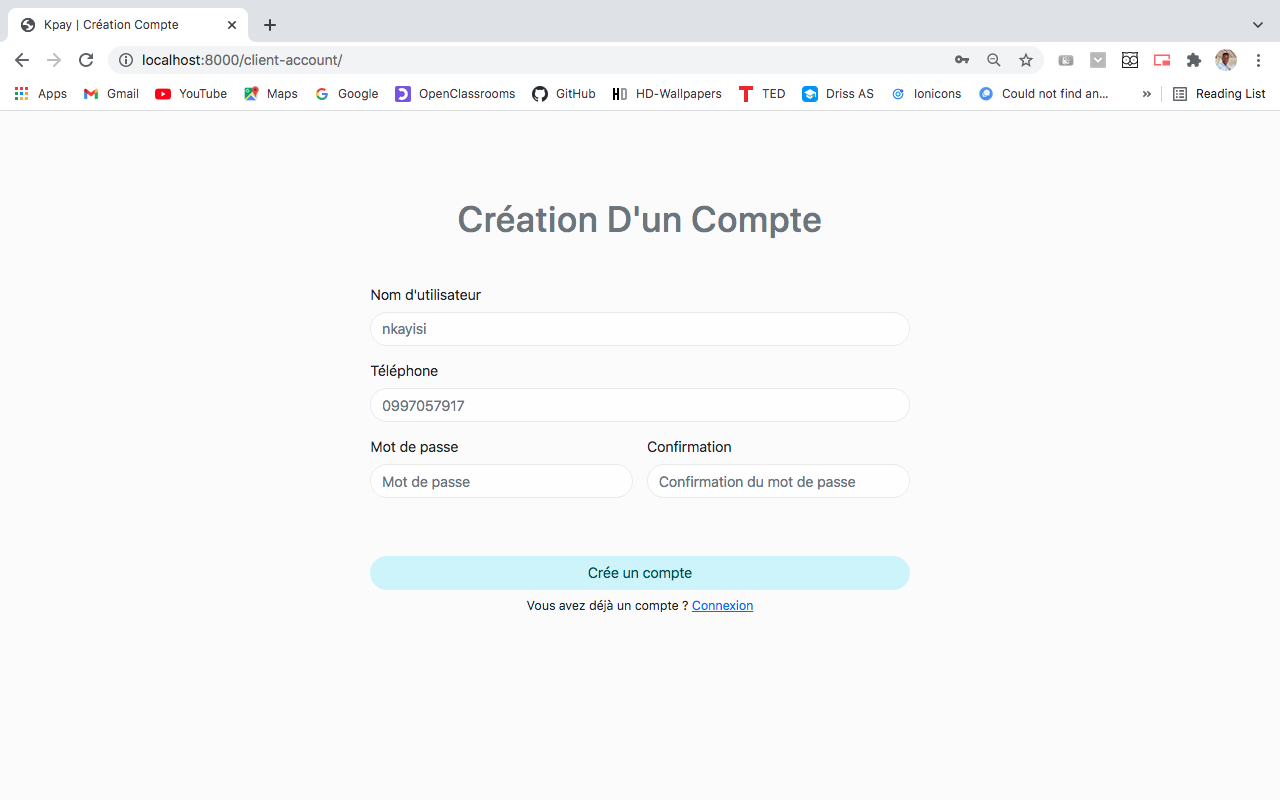 Kpay | Création Compte
localhost:8000/client-account/
Apps Gmail YouTube Maps Google OpenClassrooms GitHub HD-Wallpapers TED Driss AS Ionicons Could not find an... » Reading List
Création D'un Compte
Nom d'utilisateur
nkayisi
Téléphone
0997057917
Mot de passe Confirmation
Mot de passe Confirmation du mot de passe
Crée un compte
Vous avez déjà un compte ? Connexion